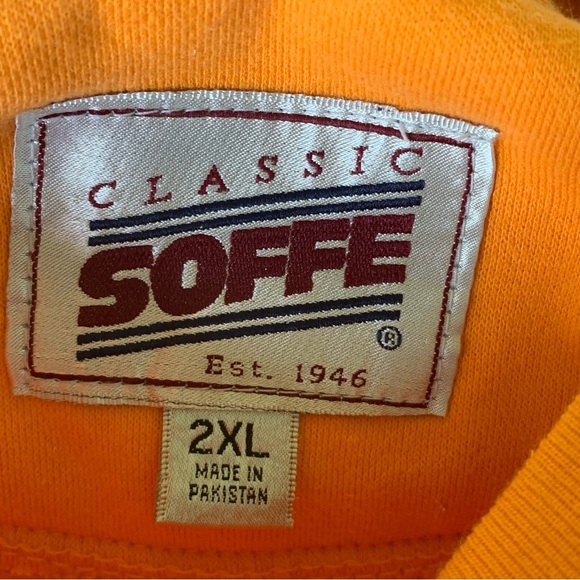 CLASSIC
SOFFE
®
Est. 1946
2XL
MADE IN
PAKISTAN